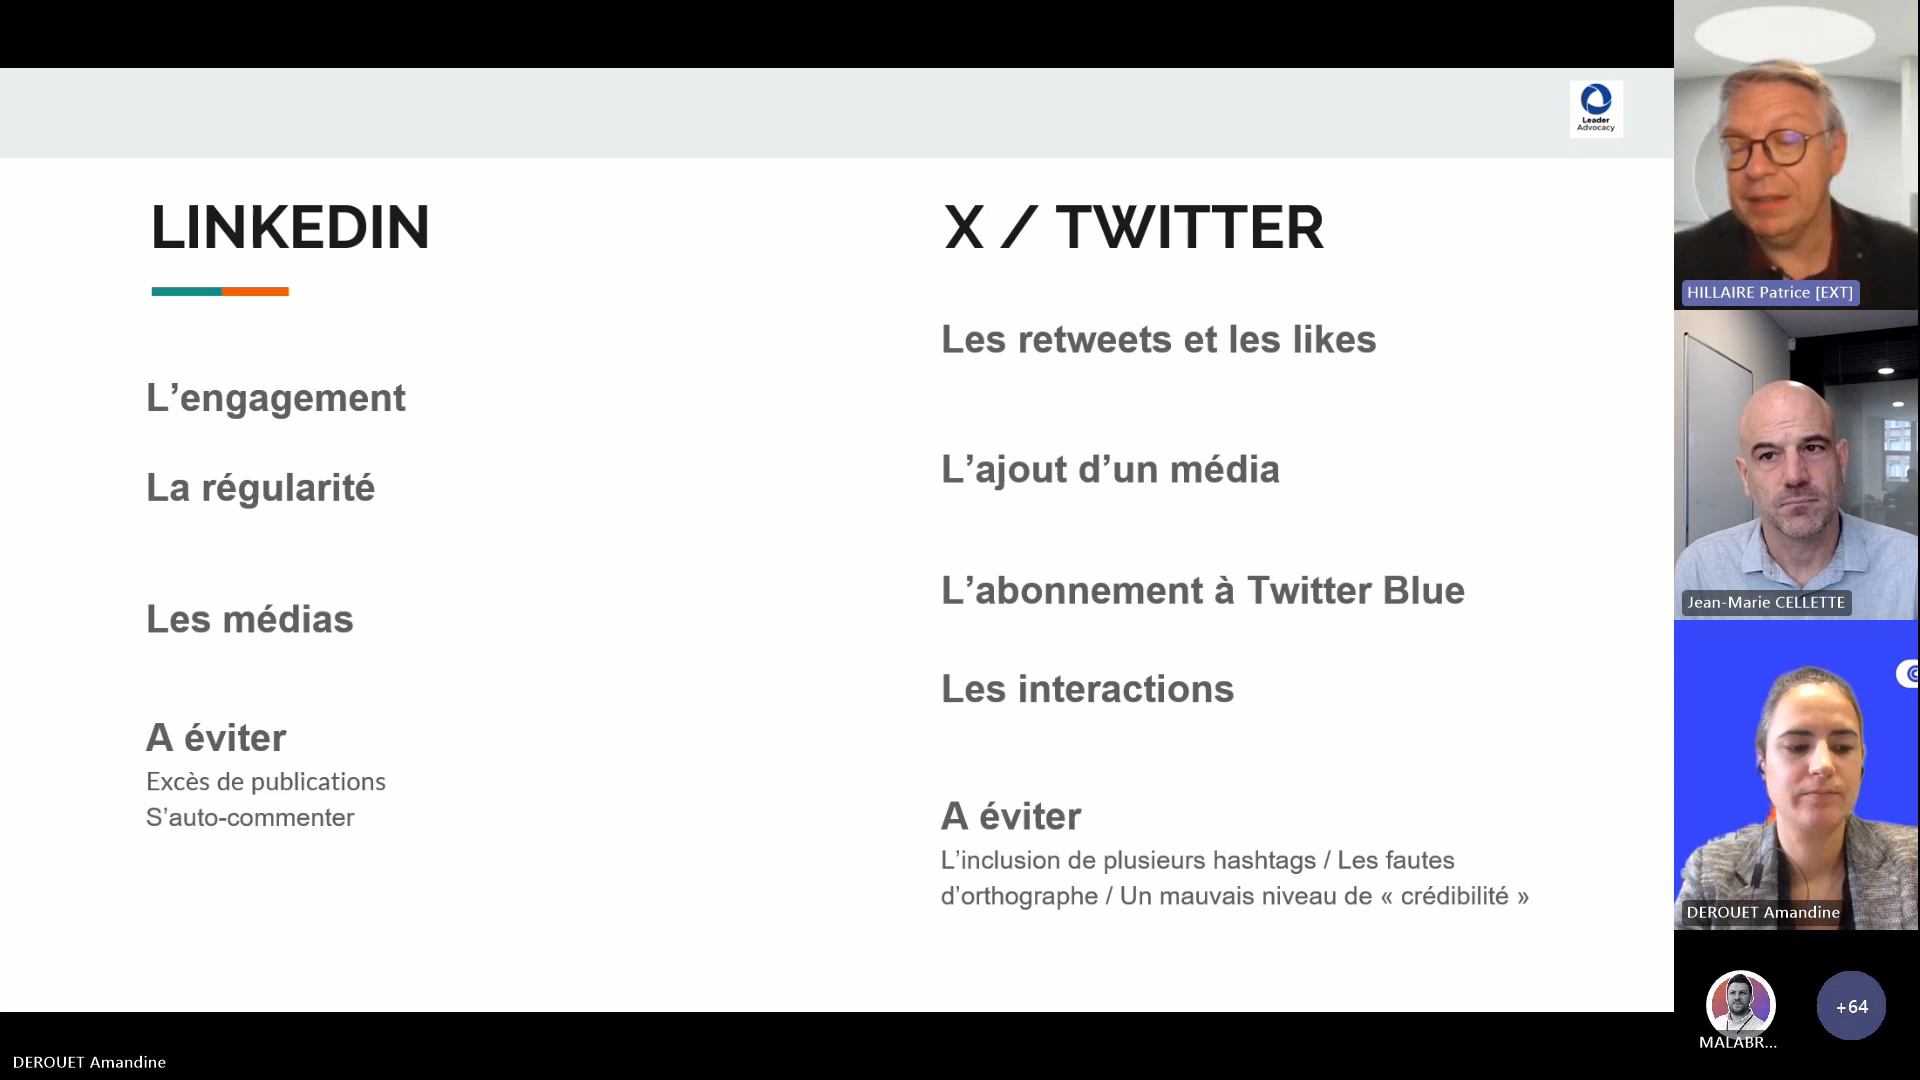 Leader
Advocacy
LINKEDIN
L’engagement
La régularité
Les médias
A éviter
Excès de publications
S’auto-commenter
X / TWITTER
Les retweets et les likes
L’ajout d’un média
L’abonnement à Twitter Blue
Les interactions
A éviter
L’inclusion de plusieurs hashtags / Les fautes
d’orthographe / Un mauvais niveau de « crédibilité »
HILLAIRE Patrice [EXT]
Jean-Marie CELLETTE
DEROUET Amandine
MALABR...
+64
DEROUET Amandine